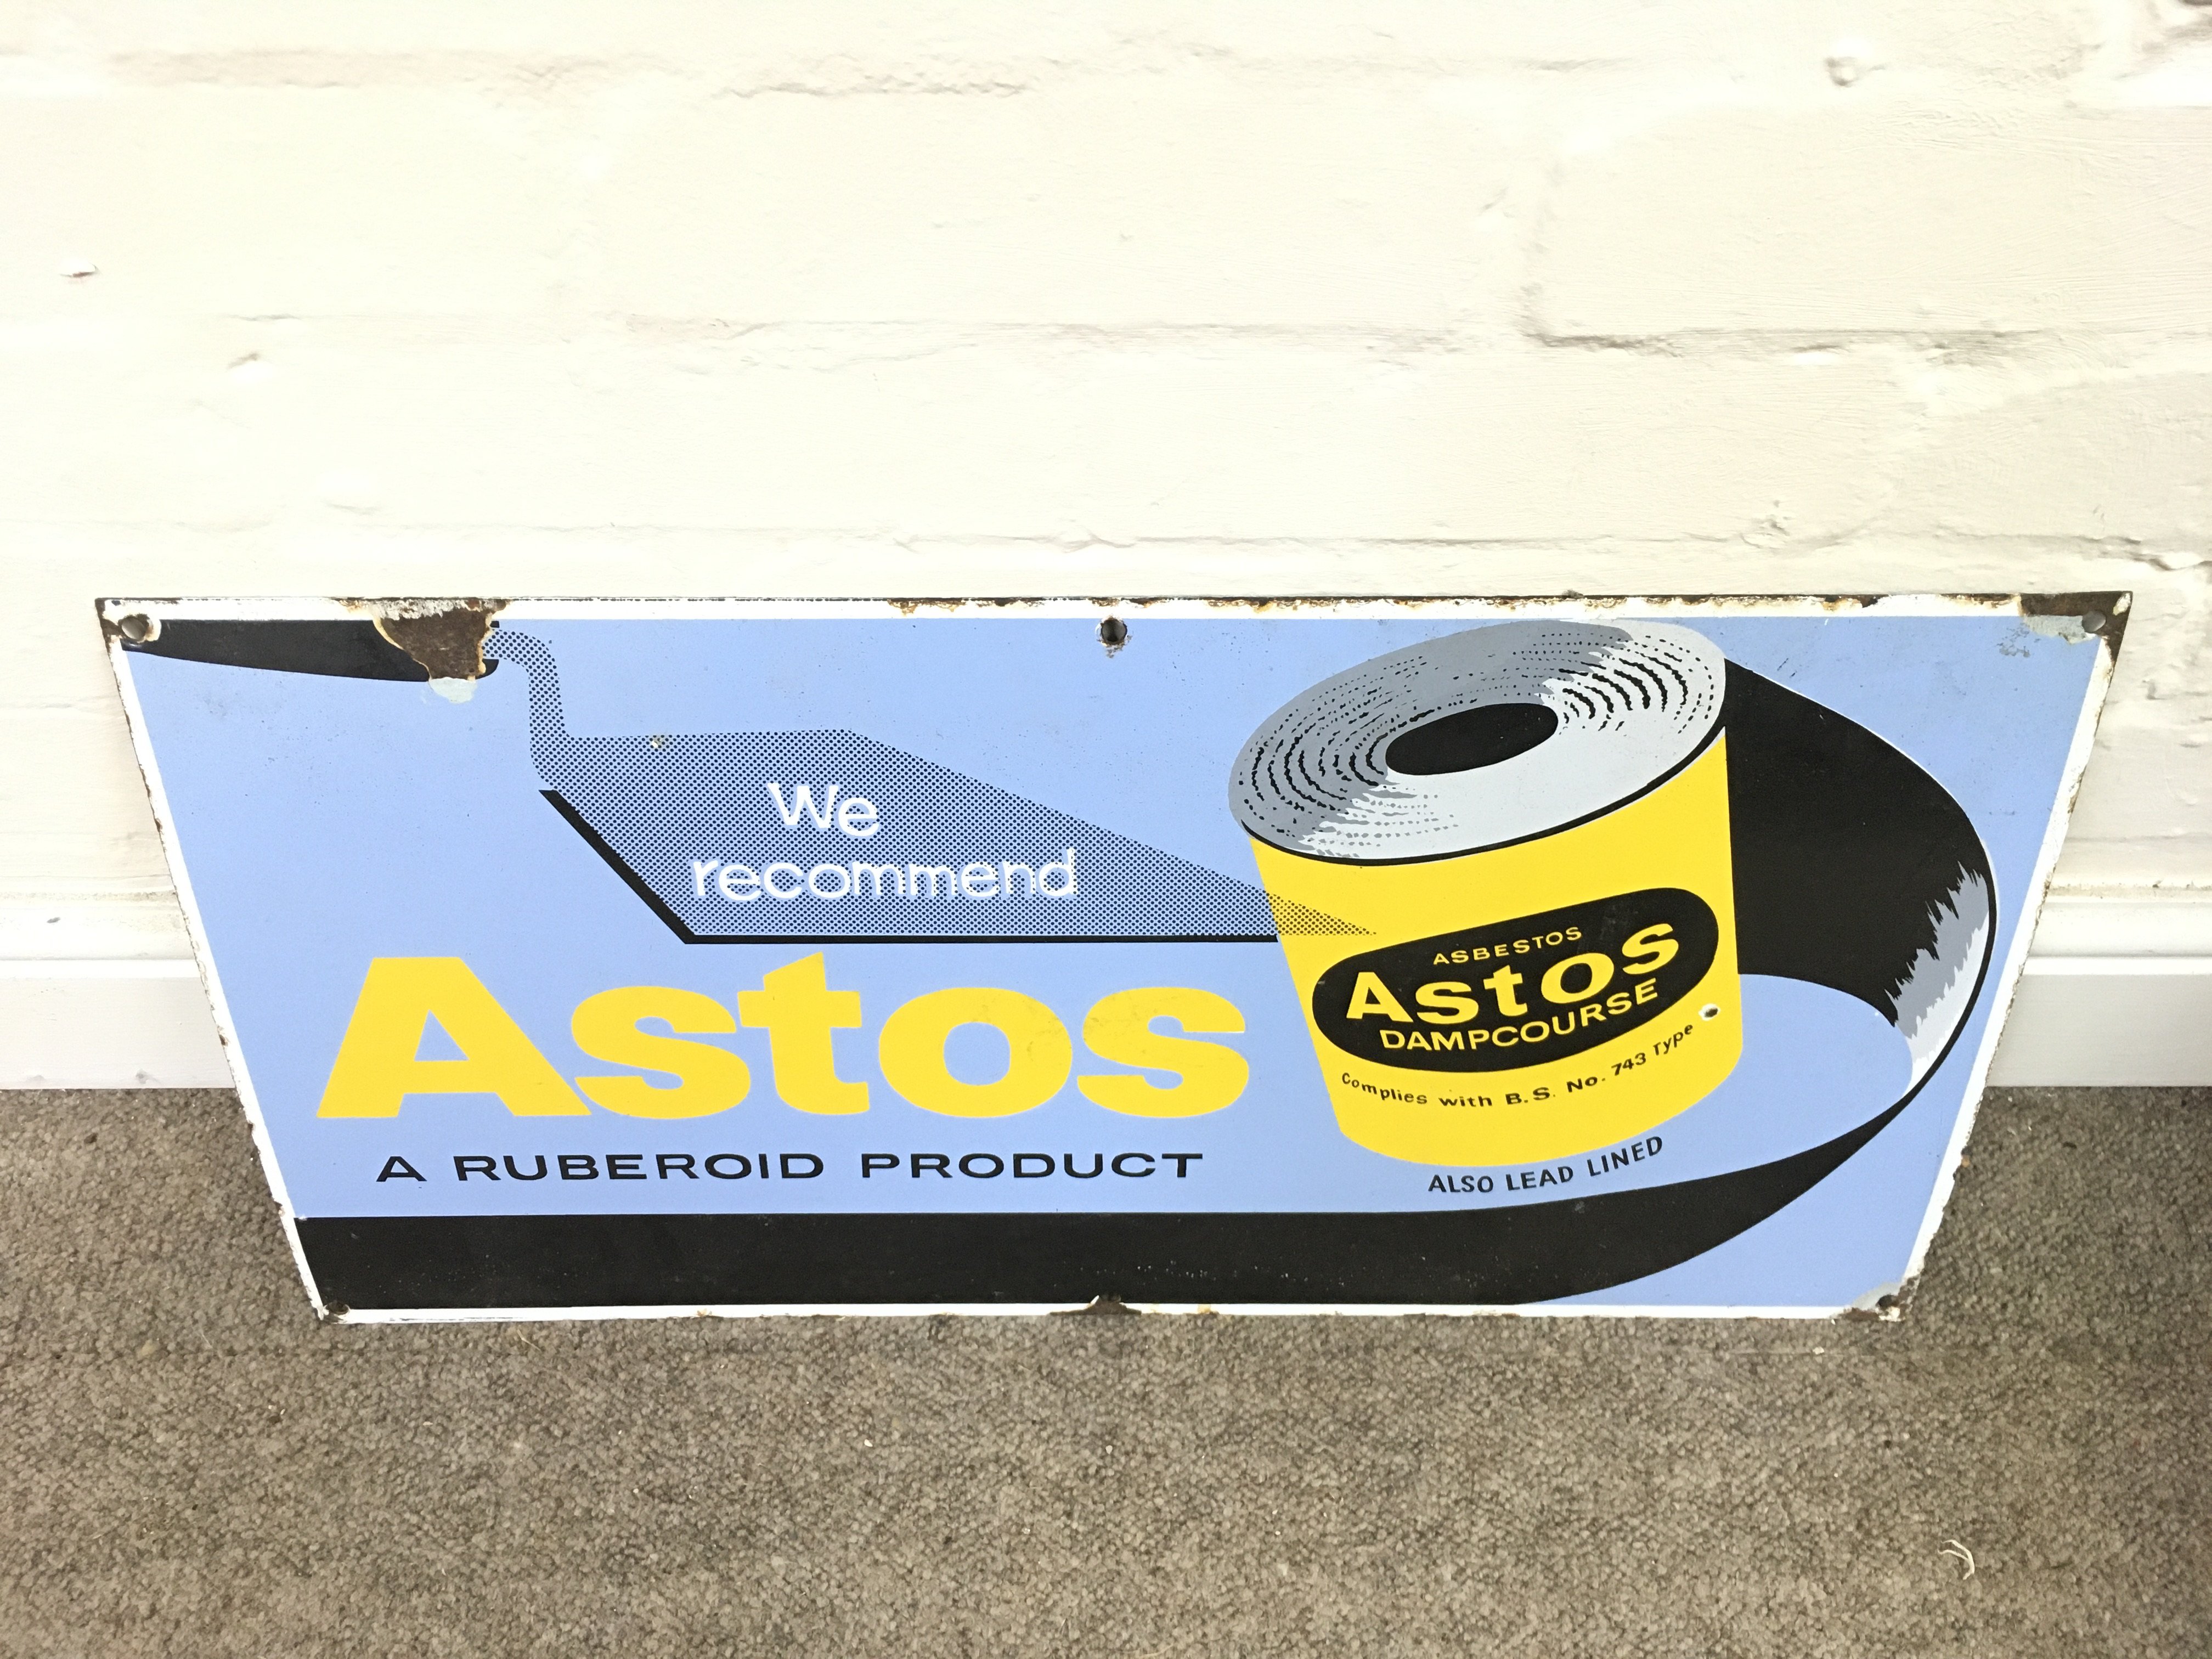 We
recommend
Astos
A RUBEROID PRODUCT
ASBESTOS
Astos
DAMPCOURSE
Complies with B.S. No. 743 Type
ALSO LEAD LINED